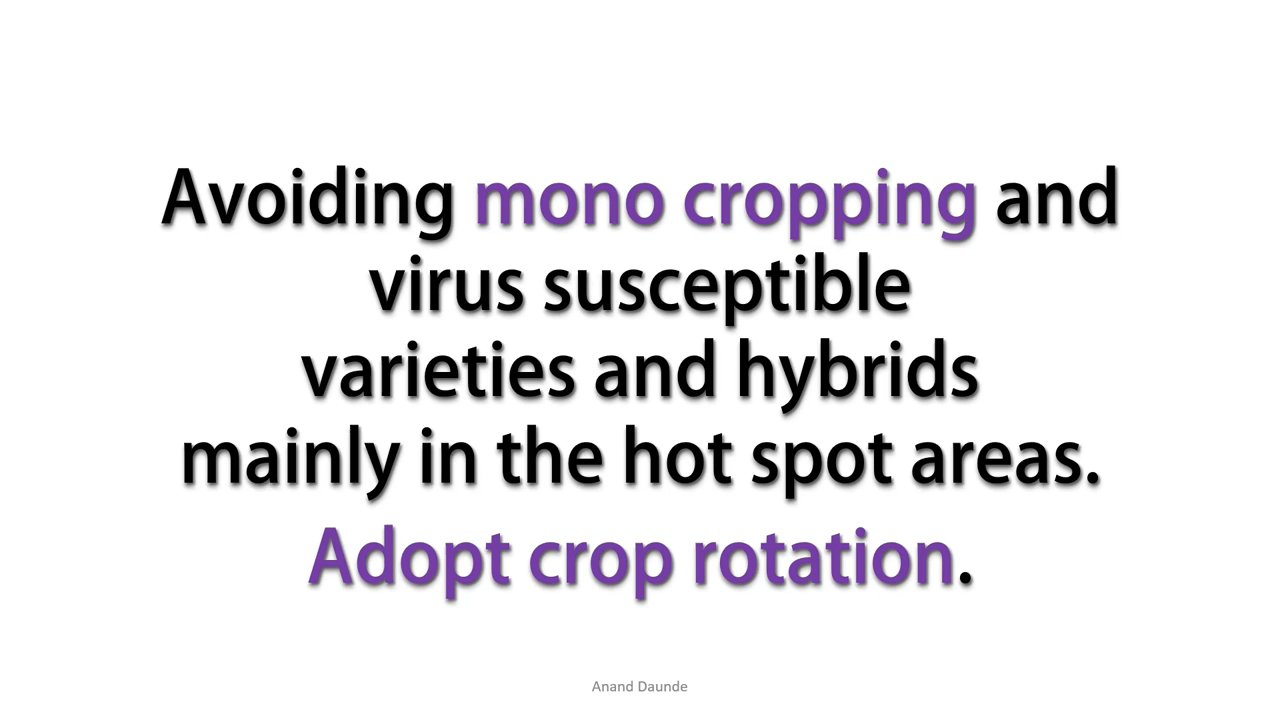 Avoiding mono cropping and
virus susceptible
varieties and hybrids
mainly in the hot spot areas.
Adopt crop rotation.
Anand Daunde